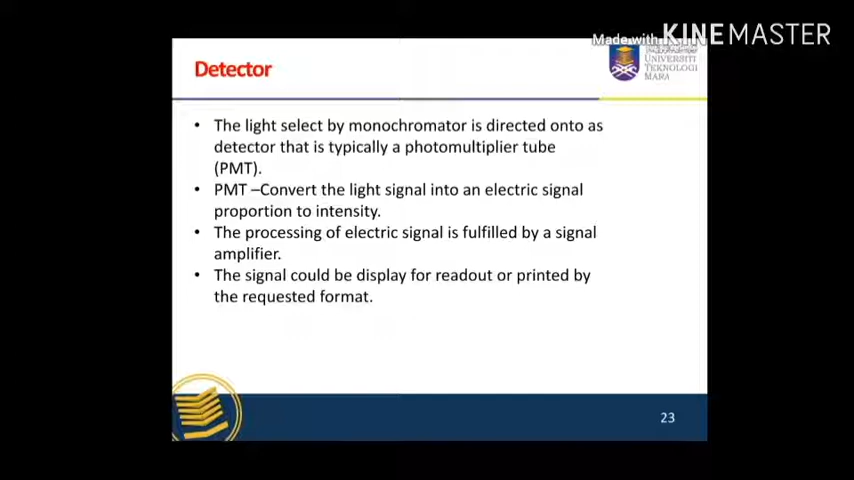 Made with KINEMASTER
UNIVERSITI
TEKNOLOGI
MARA
Detector
• The light select by monochromator is directed onto as
detector that is typically a photomultiplier tube
(PMT).
• PMT –Convert the light signal into an electric signal
proportion to intensity.
• The processing of electric signal is fulfilled by a signal
amplifier.
• The signal could be display for readout or printed by
the requested format.
23